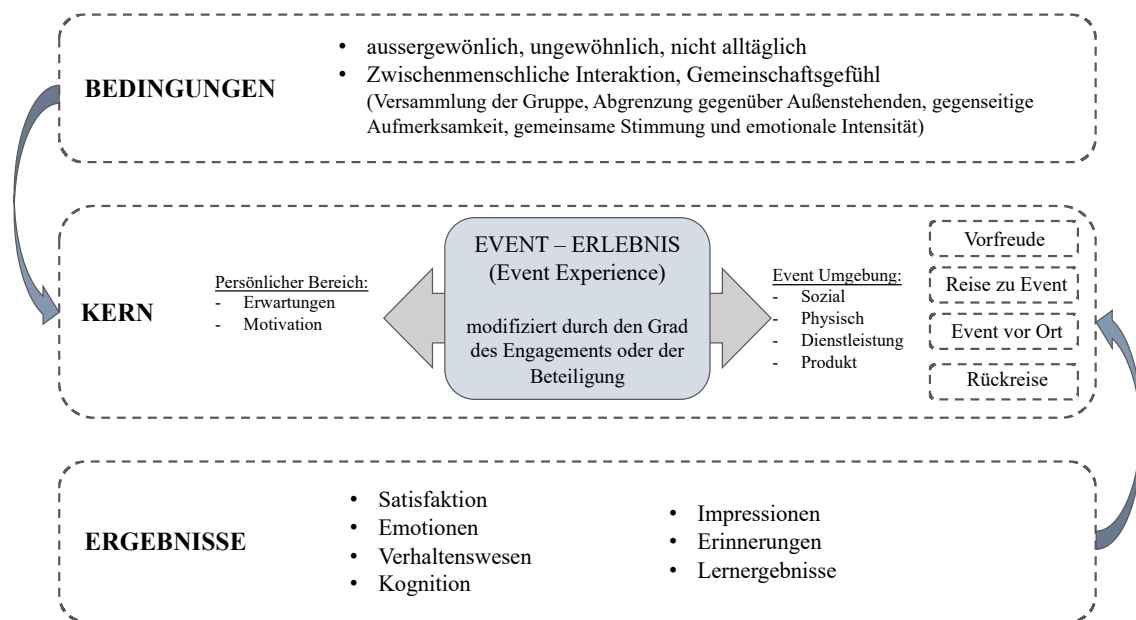 BEDINGUNGEN
• aussergewönlich, ungewöhnlich, nicht alltäglich
• Zwischenmenschliche Interaktion, Gemeinschaftsgefühl
(Versammlung der Gruppe, Abgrenzung gegenüber Außenstehenden, gegenseitige
Aufmerksamkeit, gemeinsame Stimmung und emotionale Intensität)
KERN
Persönlicher Bereich:
- Erwartungen
- Motivation
EVENT – ERLEBNIS
(Event Experience)
modifiziert durch den Grad
des Engagements oder der
Beteiligung
Event Umgebung:
- Sozial
- Physisch
- Dienstleistung
- Produkt
Vorfreude
Reise zu Event
Event vor Ort
Rückreise
ERGEBNISSE
• Satisfaktion
• Emotionen
• Verhaltenswesen
• Kognition
• Impressionen
• Erinnerungen
• Lernergebnisse